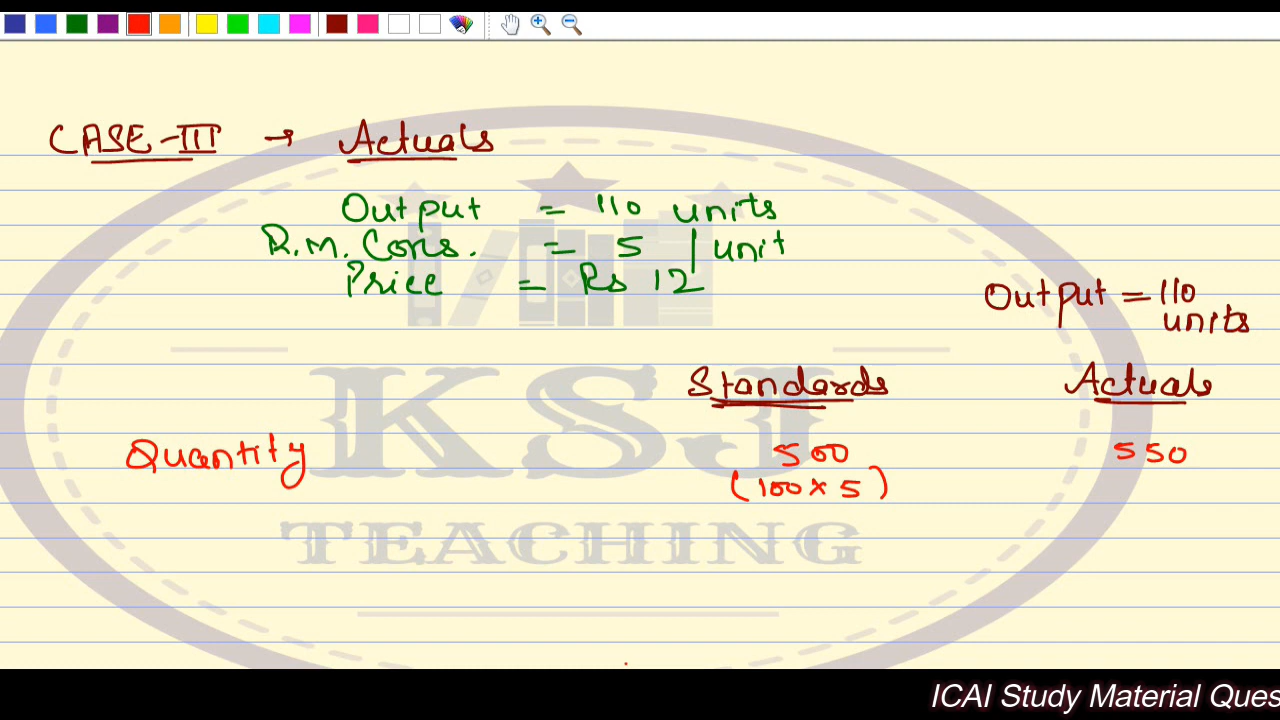 CASE-III → Actuals
Output = 110 units
R.M. Cons. = 5 / unit
Price = Rs 12
Output = 110
units
Standards Actuals
Quantity 500 550
(100 × 5)
KSJ
TEACHING
ICAI Study Material Ques